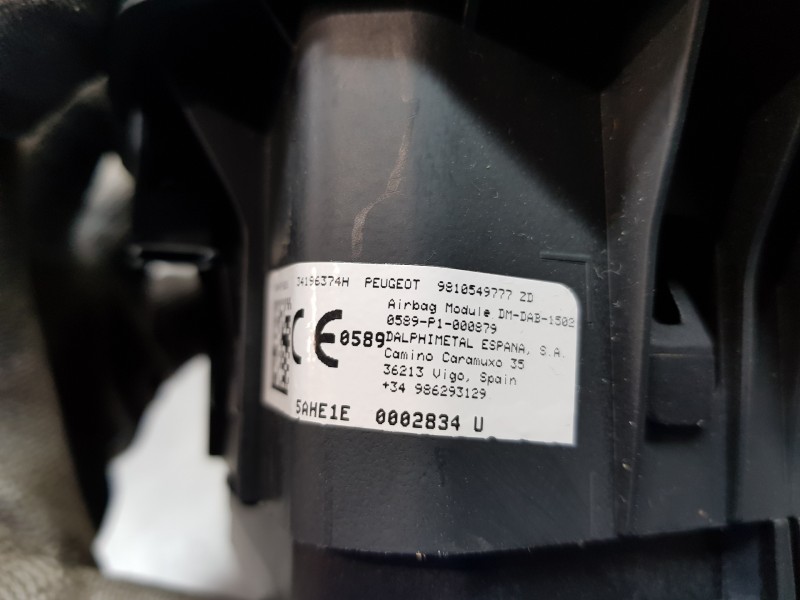 34196374H PEUGEOT 9810549777 ZD
Airbag Module DM-DAB-1502
0589-P1-000879
CE 0589 DALPHIMETAL ESPANA, S.A.
Camino Caramuxo 35
36213 Vigo, Spain
+34 986293129
5AHE1E 0002834 U